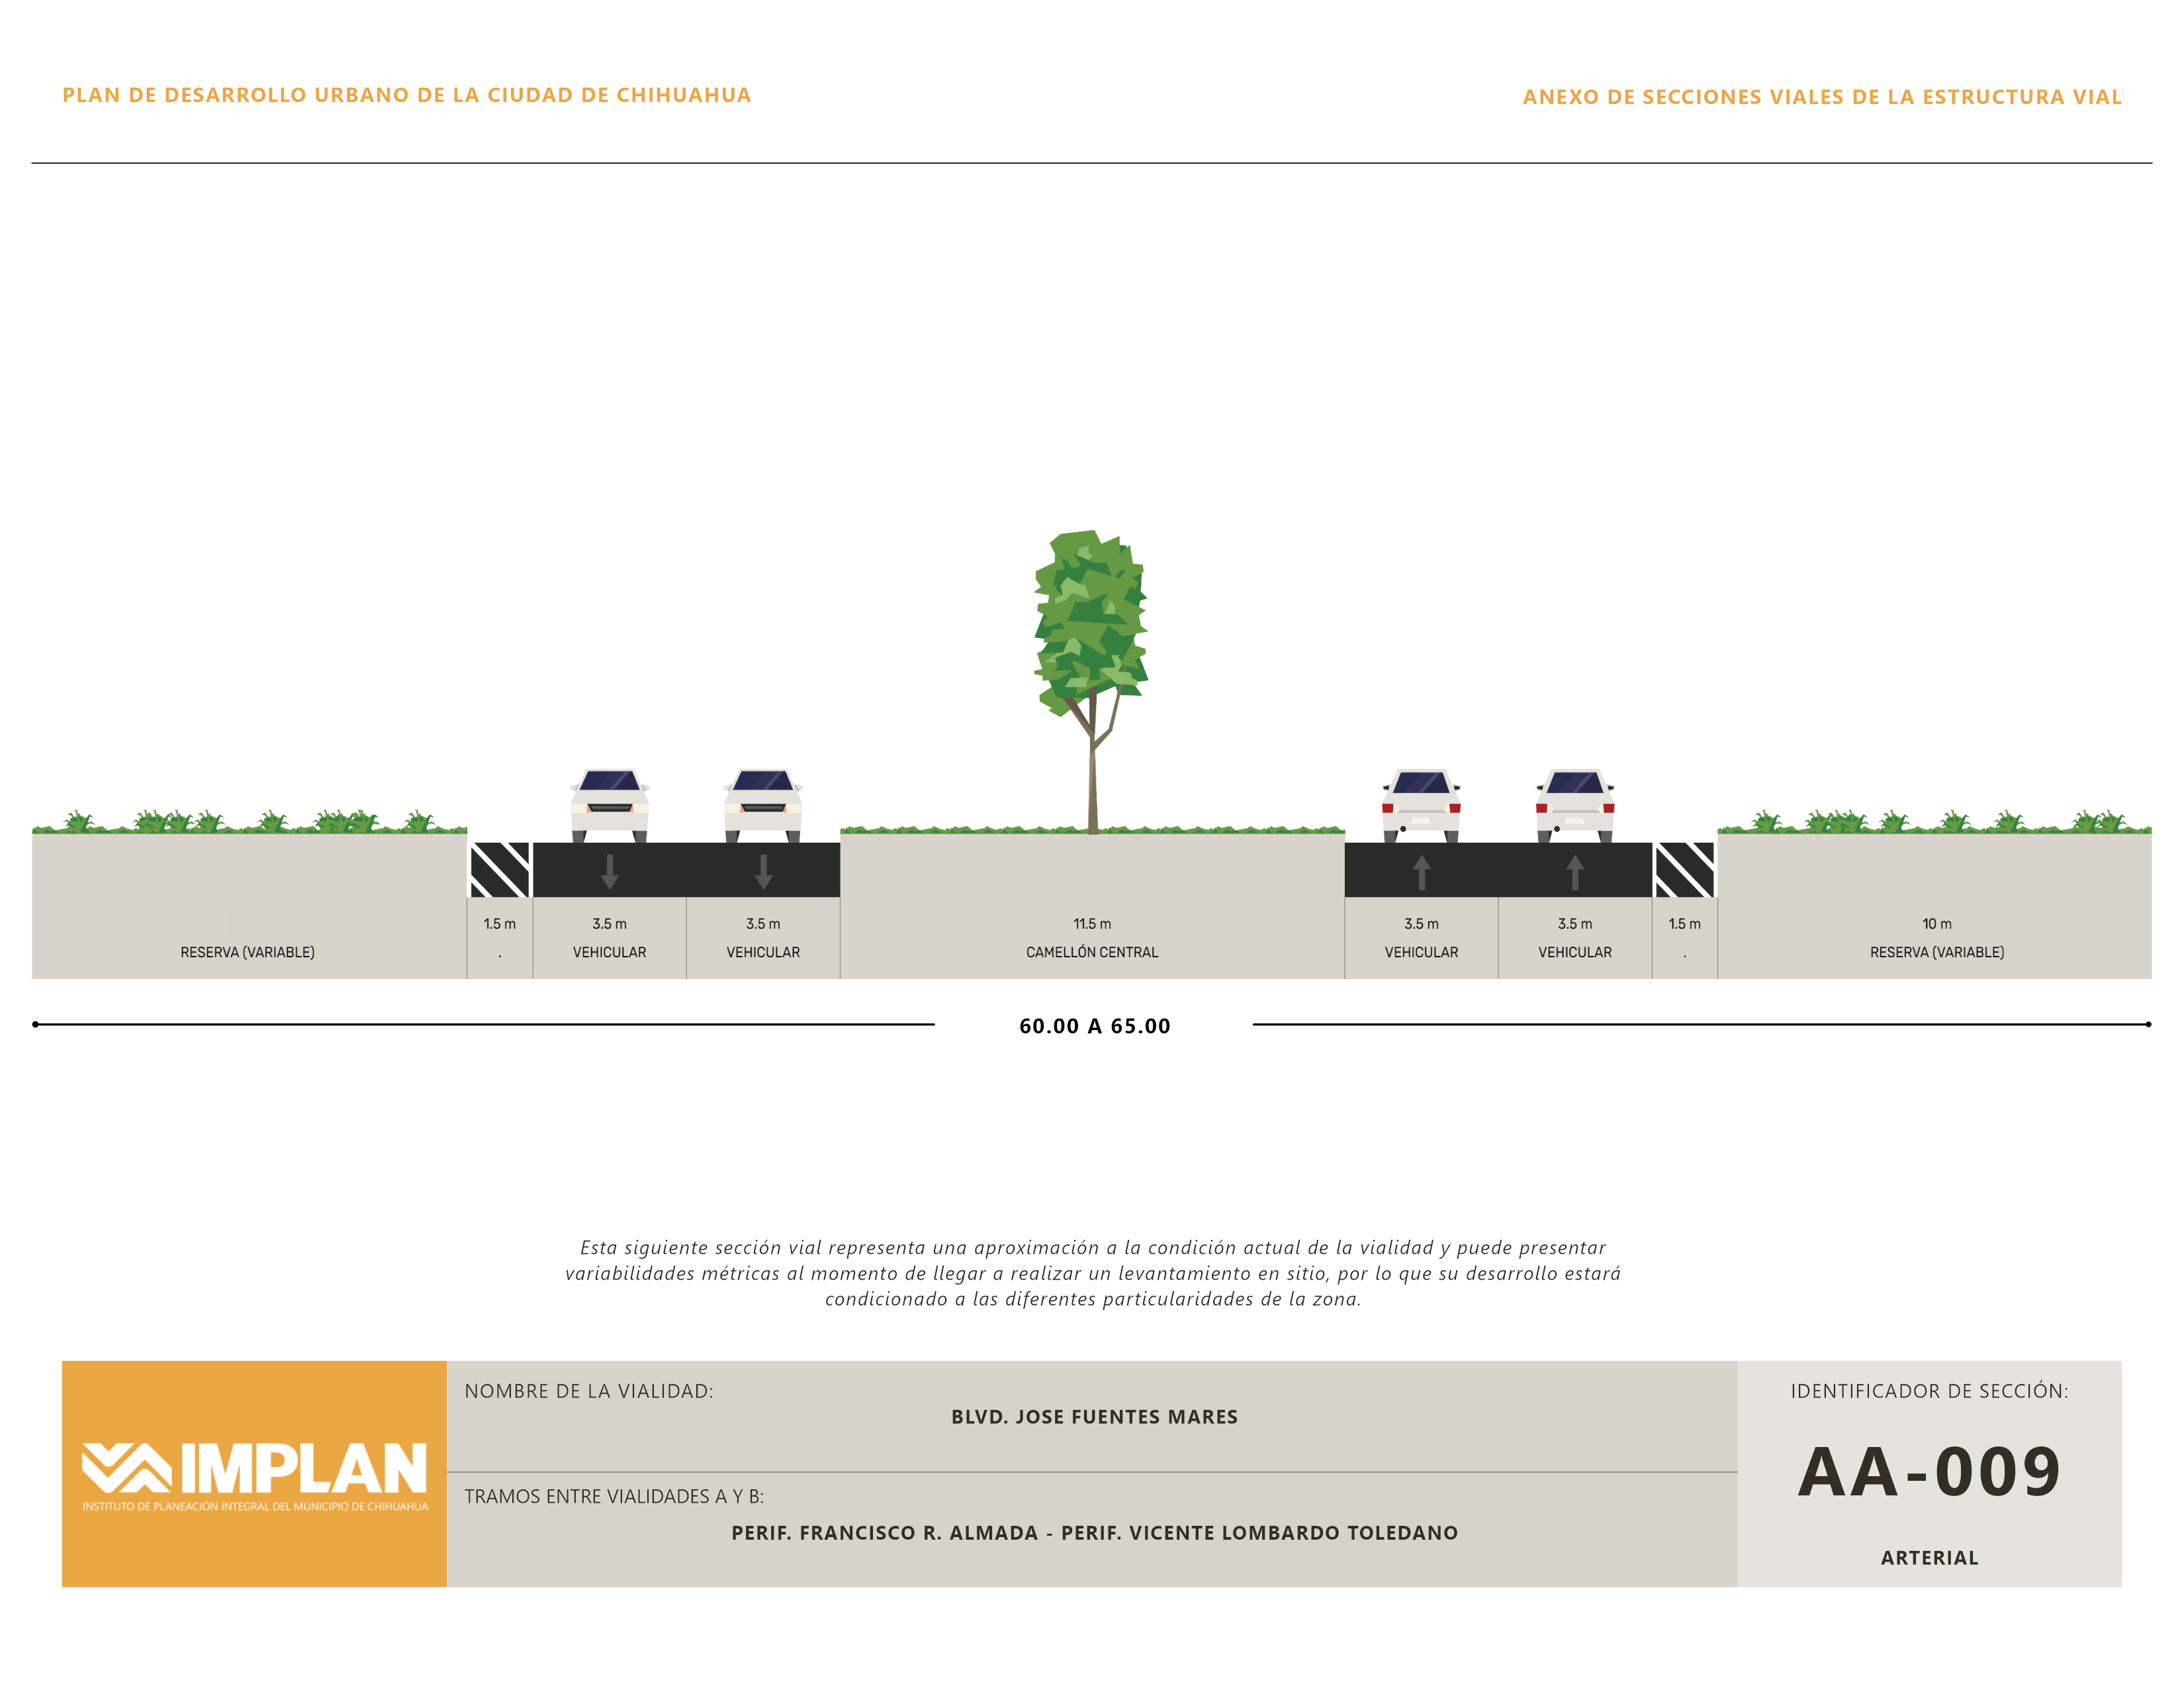 PLAN DE DESARROLLO URBANO DE LA CIUDAD DE CHIHUAHUA
ANEXO DE SECCIONES VIALES DE LA ESTRUCTURA VIAL
RESERVA (VARIABLE)
1.5 m
.
3.5 m
VEHICULAR
3.5 m
VEHICULAR
11.5 m
CAMELLÓN CENTRAL
3.5 m
VEHICULAR
3.5 m
VEHICULAR
1.5 m
.
10 m
RESERVA (VARIABLE)
60.00 A 65.00
Esta siguiente sección vial representa una aproximación a la condición actual de la vialidad y puede presentar
variabilidades métricas al momento de llegar a realizar un levantamiento en sitio, por lo que su desarrollo estará
condicionado a las diferentes particularidades de la zona.
IMPLAN
INSTITUTO DE PLANEACIÓN INTEGRAL DEL MUNICIPIO DE CHIHUAHUA
NOMBRE DE LA VIALIDAD:
BLVD. JOSE FUENTES MARES
TRAMOS ENTRE VIALIDADES A Y B:
PERIF. FRANCISCO R. ALMADA - PERIF. VICENTE LOMBARDO TOLEDANO
IDENTIFICADOR DE SECCIÓN:
AA-009
ARTERIAL